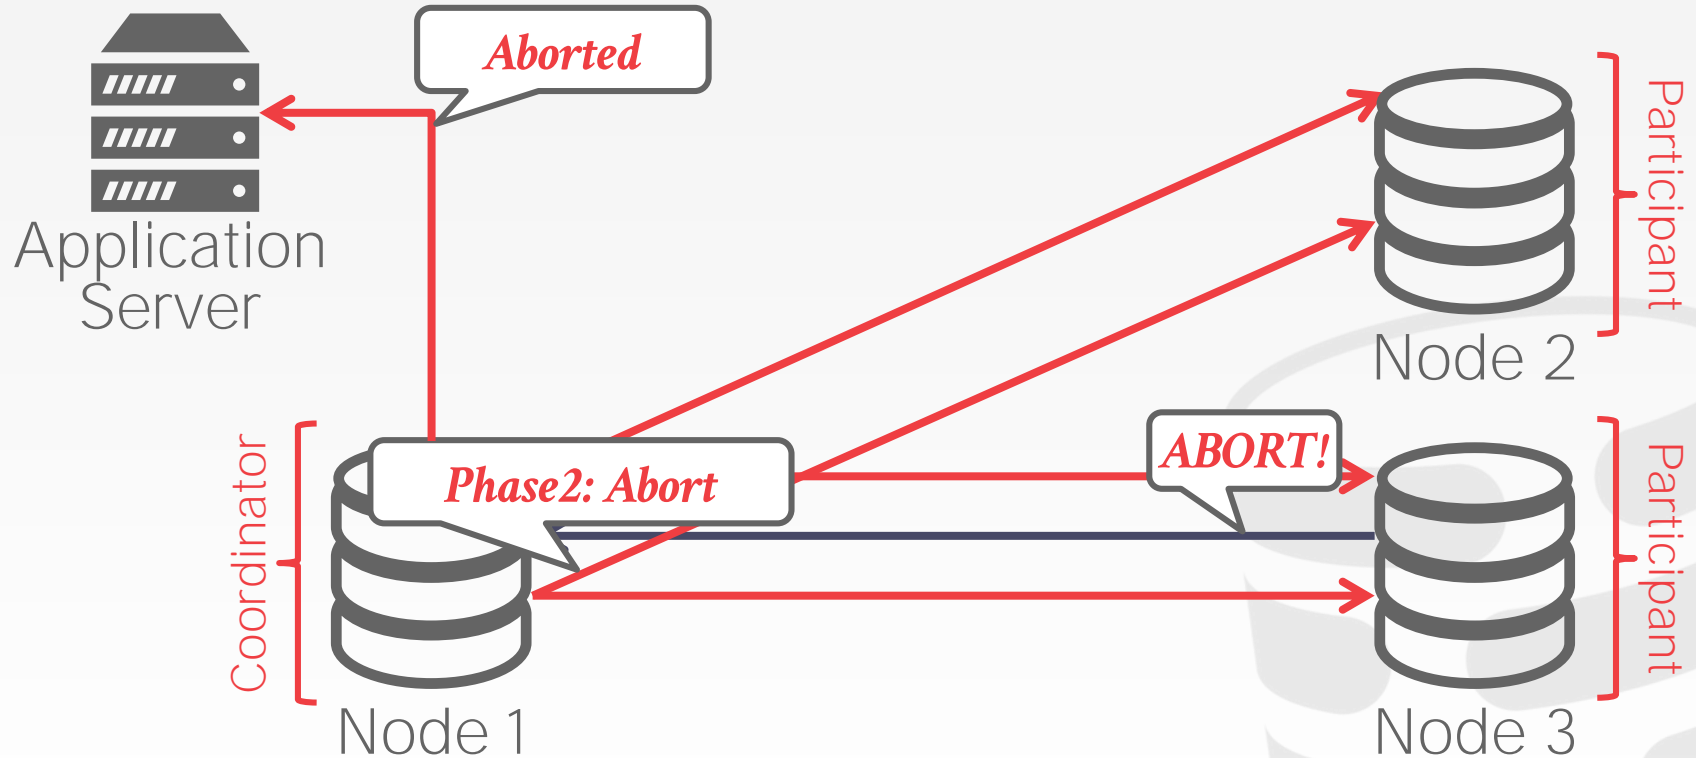 Aborted
Application
Server
Participant
Node 2
Coordinator
Phase2: Abort
ABORT!
Participant
Node 1
Node 3